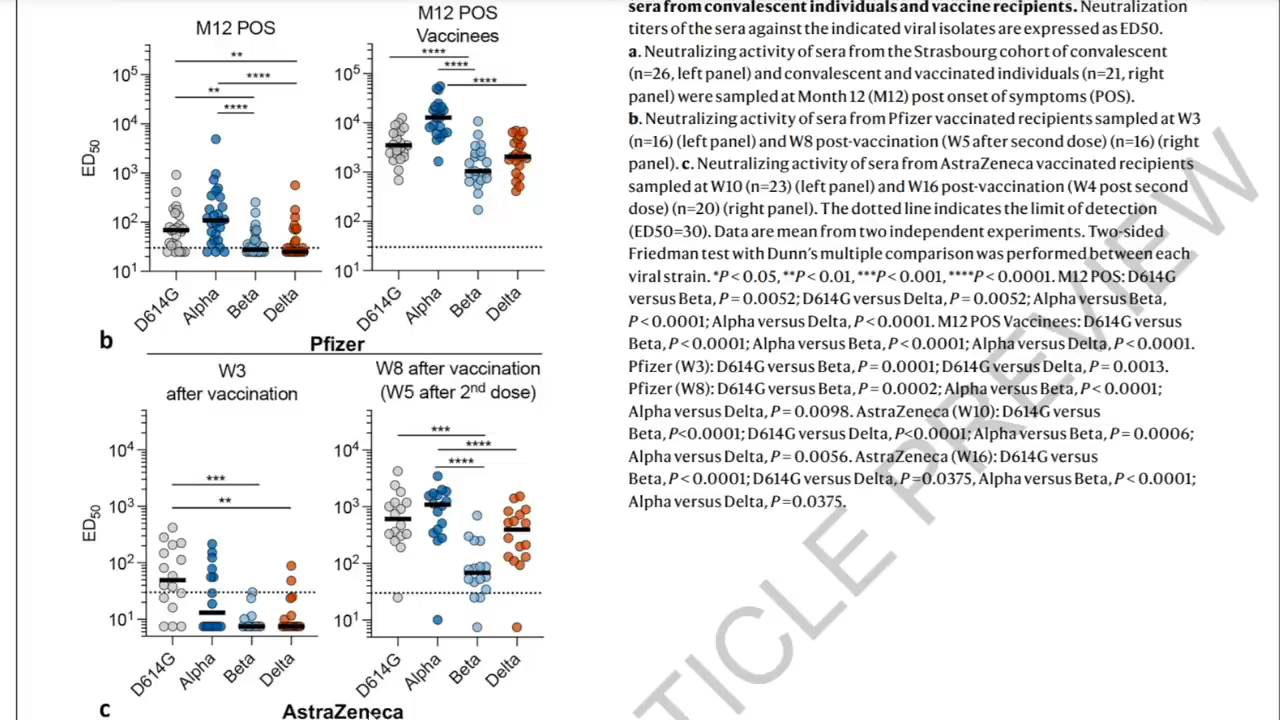 M12 POS
M12 POS
Vaccinees
**
****
**
****
****
****
****
ED50
10⁵
10⁴
10³
10²
10¹
10⁵
10⁴
10³
10²
10¹
D614G
Alpha
Beta
Delta
D614G
Alpha
Beta
Delta
b
Pfizer
W3
after vaccination
W8 after vaccination
(W5 after 2nd dose)
***
**
***
****
****
ED50
10⁴
10³
10²
10¹
10⁴
10³
10²
10¹
D614G
Alpha
Beta
Delta
D614G
Alpha
Beta
Delta
c
AstraZeneca
sera from convalescent individuals and vaccine recipients. Neutralization
titers of the sera against the indicated viral isolates are expressed as ED50.
a. Neutralizing activity of sera from the Strasbourg cohort of convalescent
(n=26, left panel) and convalescent and vaccinated individuals (n=21, right
panel) were sampled at Month 12 (M12) post onset of symptoms (POS).
b. Neutralizing activity of sera from Pfizer vaccinated recipients sampled at W3
(n=16) (left panel) and W8 post-vaccination (W5 after second dose) (n=16) (right
panel). c. Neutralizing activity of sera from AstraZeneca vaccinated recipients
sampled at W10 (n=23) (left panel) and W16 post-vaccination (W4 post second
dose) (n=20) (right panel). The dotted line indicates the limit of detection
(ED50=30). Data are mean from two independent experiments. Two-sided
Friedman test with Dunn's multiple comparison was performed between each
viral strain. *P < 0.05, **P < 0.01, ***P < 0.001, ****P < 0.0001. M12 POS: D614G
versus Beta, P = 0.0052; D614G versus Delta, P = 0.0052; Alpha versus Beta,
P < 0.0001; Alpha versus Delta, P < 0.0001. M12 POS Vaccinees: D614G versus
Beta, P < 0.0001; Alpha versus Beta, P < 0.0001; Alpha versus Delta, P < 0.0001.
Pfizer (W3): D614G versus Beta, P = 0.0001; D614G versus Delta, P = 0.0013.
Pfizer (W8): D614G versus Beta, P = 0.0002; Alpha versus Beta, P < 0.0001;
Alpha versus Delta, P = 0.0098. AstraZeneca (W10): D614G versus
Beta, P<0.0001; D614G versus Delta, P<0.0001; Alpha versus Beta, P = 0.0006;
Alpha versus Delta, P = 0.0056. AstraZeneca (W16): D614G versus
Beta, P < 0.0001; D614G versus Delta, P =0.0375, Alpha versus Beta, P < 0.0001;
Alpha versus Delta, P =0.0375.
TICLE PREVIEW